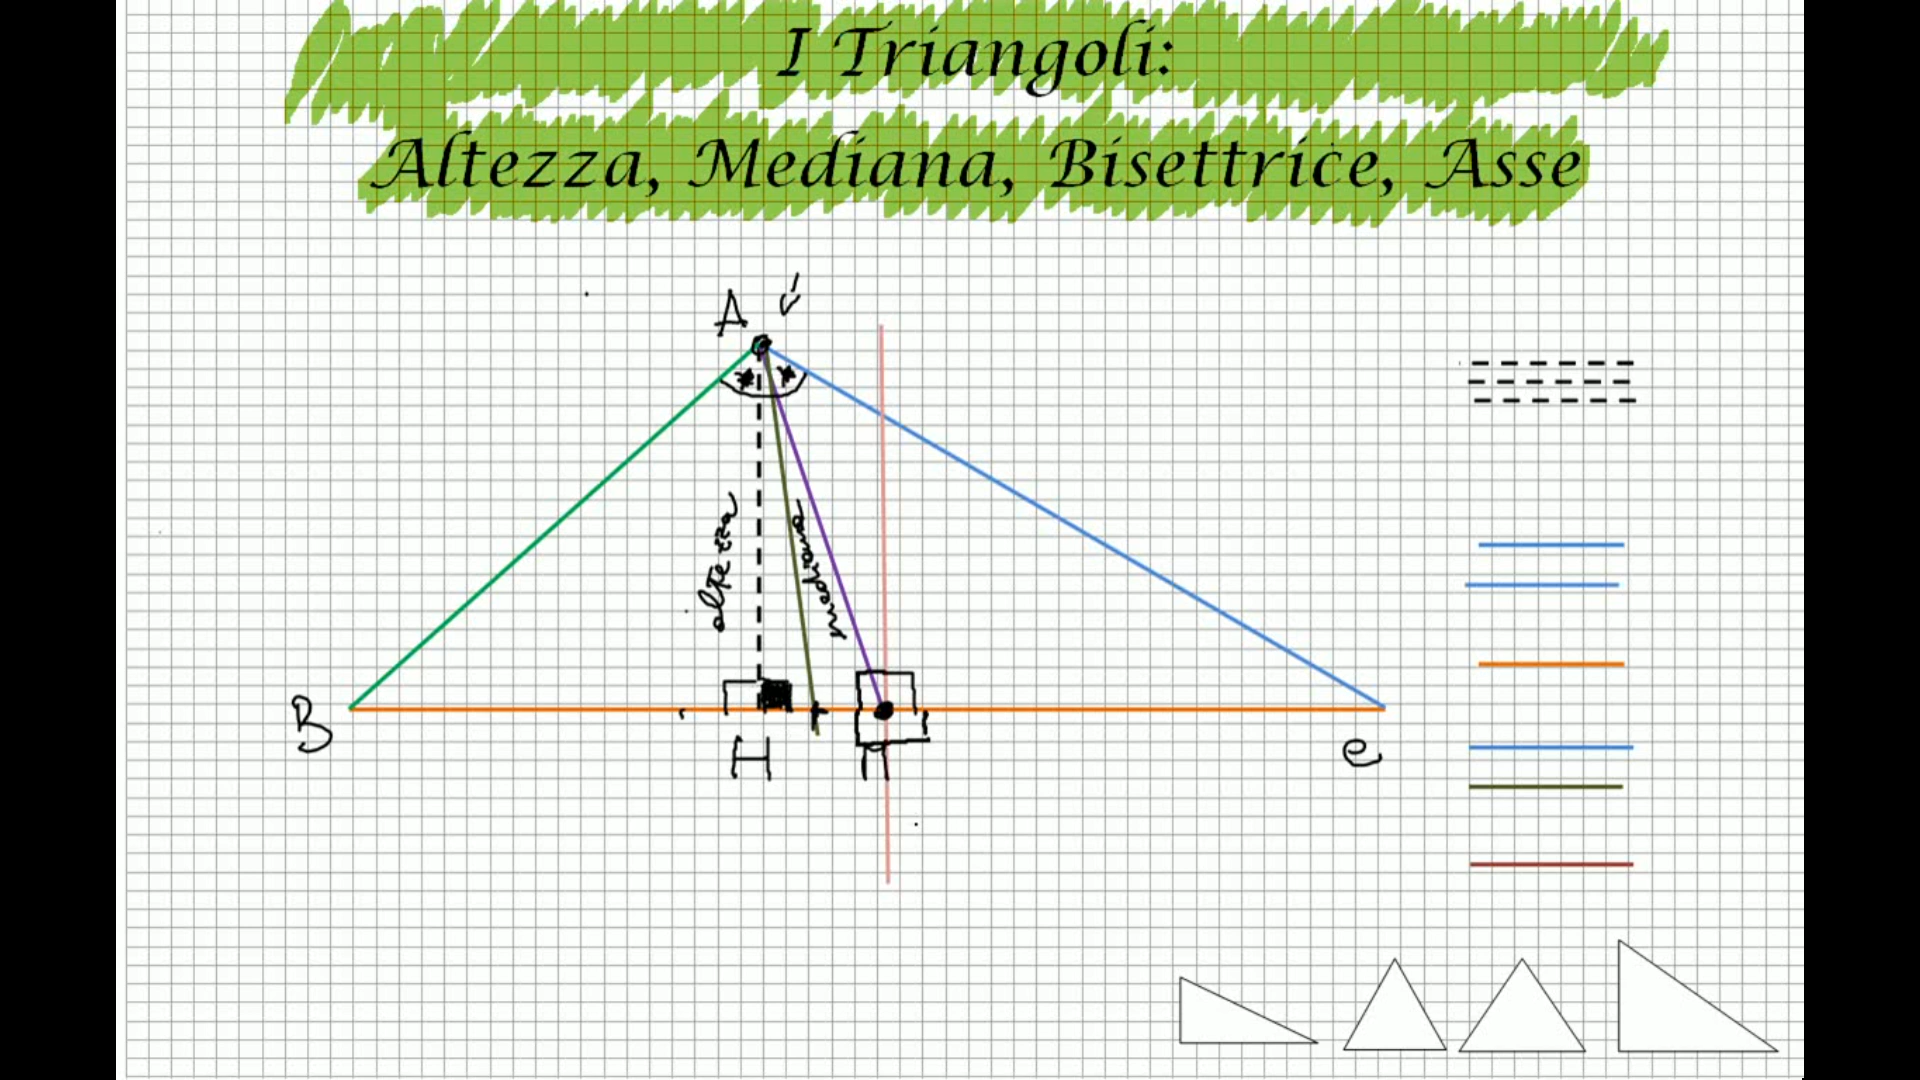 I Triangoli:
Altezza, Mediana, Bisettrice, Asse
A
altezza
mediana
B
H
M
C